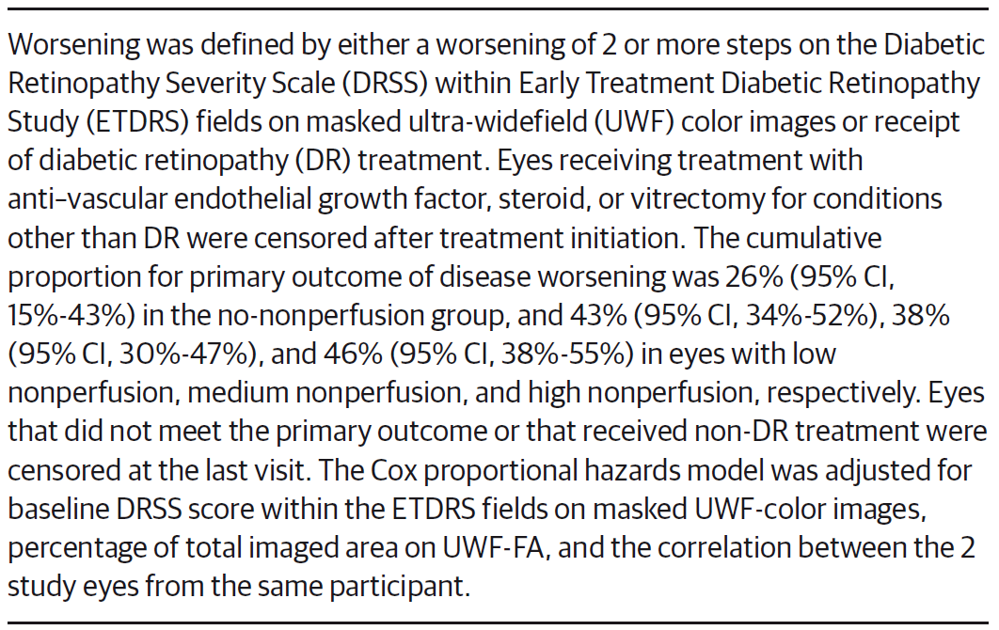 Worsening was defined by either a worsening of 2 or more steps on the Diabetic
Retinopathy Severity Scale (DRSS) within Early Treatment Diabetic Retinopathy
Study (ETDRS) fields on masked ultra-widefield (UWF) color images or receipt
of diabetic retinopathy (DR) treatment. Eyes receiving treatment with
anti–vascular endothelial growth factor, steroid, or vitrectomy for conditions
other than DR were censored after treatment initiation. The cumulative
proportion for primary outcome of disease worsening was 26% (95% CI,
15%-43%) in the no-nonperfusion group, and 43% (95% CI, 34%-52%), 38%
(95% CI, 30%-47%), and 46% (95% CI, 38%-55%) in eyes with low
nonperfusion, medium nonperfusion, and high nonperfusion, respectively. Eyes
that did not meet the primary outcome or that received non-DR treatment were
censored at the last visit. The Cox proportional hazards model was adjusted for
baseline DRSS score within the ETDRS fields on masked UWF-color images,
percentage of total imaged area on UWF-FA, and the correlation between the 2
study eyes from the same participant.